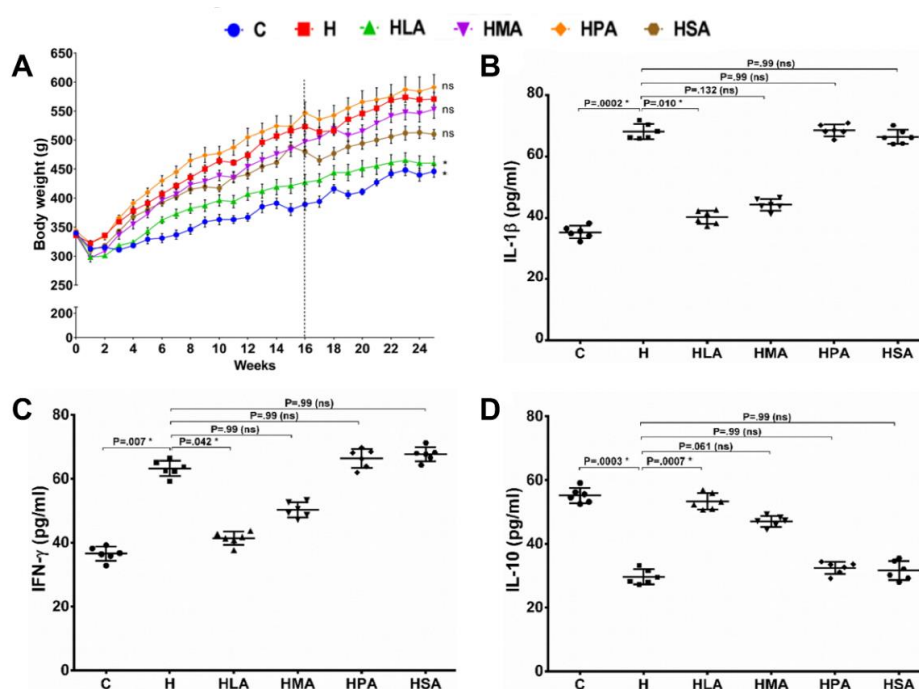 C H HLA HMA HPA HSA
A
Body weight (g)
650
600
550
500
450
400
350
300
200
0
0 2 4 6 8 10 12 14 16 18 20 22 24
Weeks
ns
ns
ns
*
*
B
IL-1β (pg/ml)
80
60
40
20
0
P=.99 (ns)
P=.99 (ns)
P=.132 (ns)
P=.0002 * P=.010 *
C H HLA HMA HPA HSA
C
IFN-γ (pg/ml)
80
60
40
20
0
P=.99 (ns)
P=.99 (ns)
P=.99 (ns)
P=.007 * P=.042 *
C H HLA HMA HPA HSA
D
IL-10 (pg/ml)
80
60
40
20
0
P=.99 (ns)
P=.99 (ns)
P=.061 (ns)
P=.0003 * P=.0007 *
C H HLA HMA HPA HSA